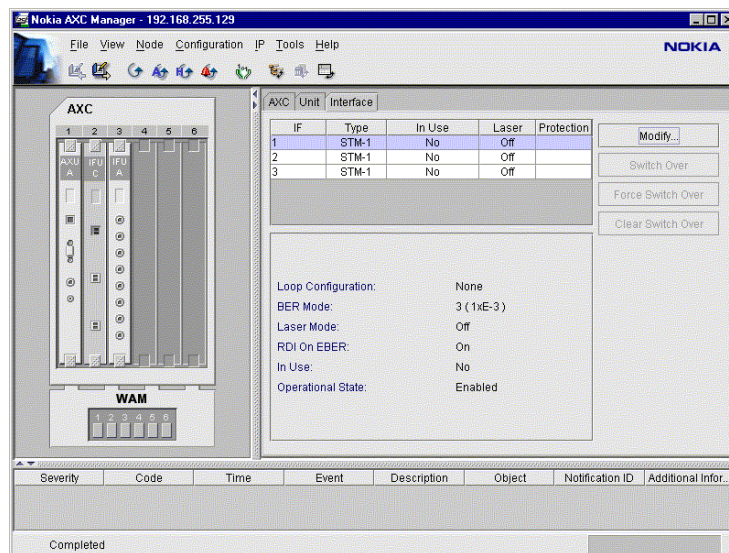 Nokia AXC Manager - 192.168.255.129
File View Node Configuration IP Tools Help
NOKIA
AXC
1 2 3 4 5 6
AXU A
IFU C
IFU A
WAM
1 2 3 4 5 6
AXC Unit Interface
IF Type In Use Laser Protection
1 STM-1 No Off
2 STM-1 No Off
3 STM-1 No Off
Modify...
Switch Over
Force Switch Over
Clear Switch Over
Loop Configuration: None
BER Mode: 3 ( 1xE-3 )
Laser Mode: Off
RDI On EBER: On
In Use: No
Operational State: Enabled
Severity Code Time Event Description Object Notification ID Additional Infor...
Completed